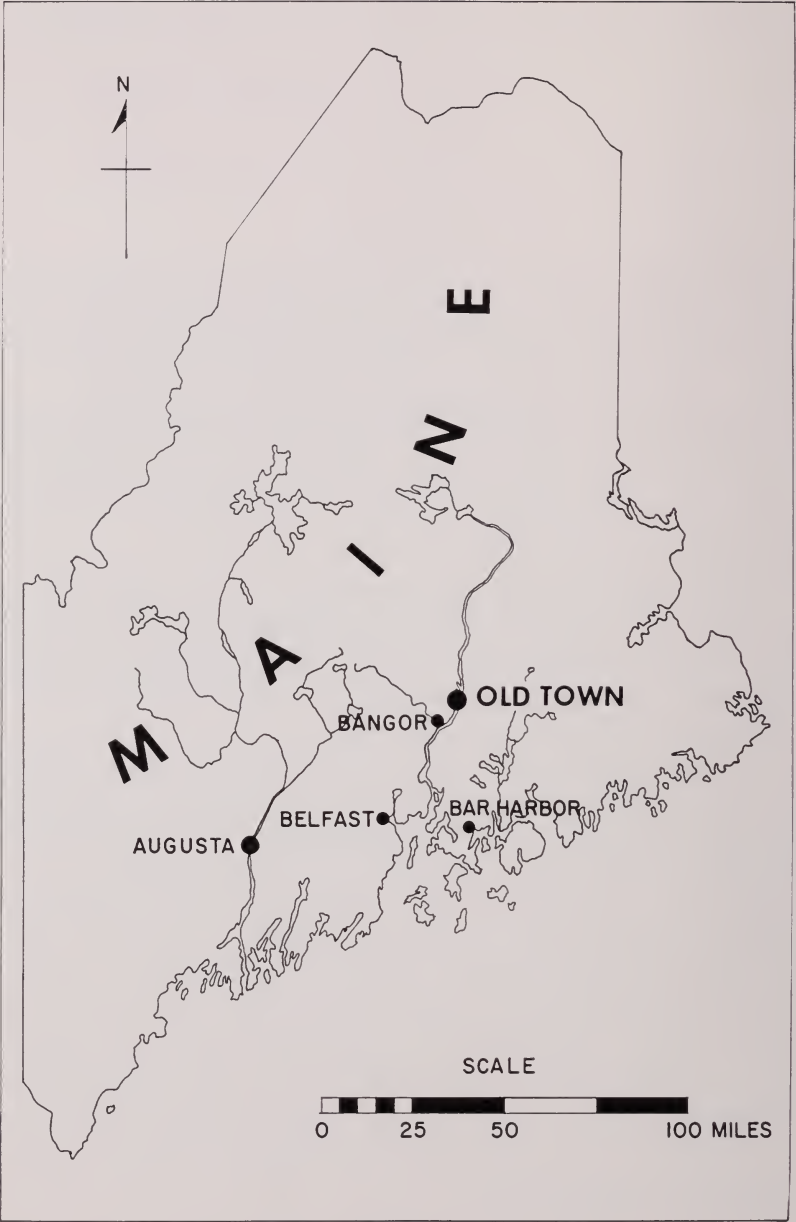 N
M A I N E
OLD TOWN
BANGOR
BELFAST
BAR HARBOR
AUGUSTA
SCALE
0 25 50 100 MILES